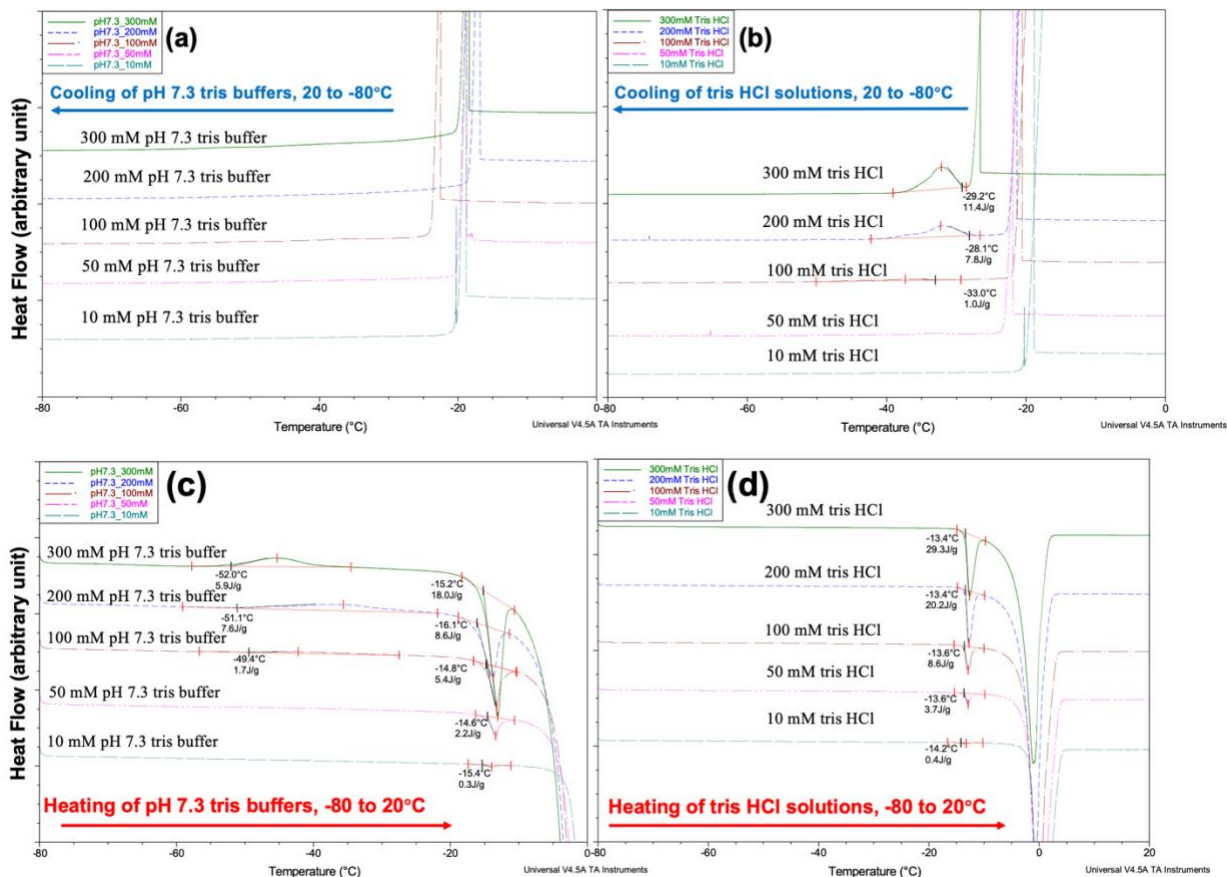 pH7.3_300mM
pH7.3_200mM
pH7.3_100mM
pH7.3_50mM
pH7.3_10mM
(a)
Cooling of pH 7.3 tris buffers, 20 to -80°C
300 mM pH 7.3 tris buffer
200 mM pH 7.3 tris buffer
100 mM pH 7.3 tris buffer
50 mM pH 7.3 tris buffer
10 mM pH 7.3 tris buffer
Heat Flow (arbitrary unit)
-80 -60 -40 -20 0
Temperature (°C)
Universal V4.5A TA Instruments
300mM Tris HCl
200mM Tris HCl
100mM Tris HCl
50mM Tris HCl
10mM Tris HCl
(b)
Cooling of tris HCl solutions, 20 to -80°C
300 mM tris HCl
-29.2°C
11.4J/g
200 mM tris HCl
-28.1°C
7.8J/g
100 mM tris HCl
-33.0°C
1.0J/g
50 mM tris HCl
10 mM tris HCl
-80 -60 -40 -20 0
Temperature (°C)
Universal V4.5A TA Instruments
pH7.3_300mM
pH7.3_200mM
pH7.3_100mM
pH7.3_50mM
pH7.3_10mM
(c)
300 mM pH 7.3 tris buffer
-52.0°C
5.9J/g
-15.2°C
18.0J/g
200 mM pH 7.3 tris buffer
-51.1°C
7.6J/g
-16.1°C
8.6J/g
100 mM pH 7.3 tris buffer
-49.4°C
1.7J/g
-14.8°C
5.4J/g
50 mM pH 7.3 tris buffer
-14.6°C
2.2J/g
10 mM pH 7.3 tris buffer
-15.4°C
0.3J/g
Heating of pH 7.3 tris buffers, -80 to 20°C
Heat Flow (arbitrary unit)
-80 -60 -40 -20 0
Temperature (°C)
Universal V4.5A TA Instruments
300mM Tris HCl
200mM Tris HCl
100mM Tris HCl
50mM Tris HCl
10mM Tris HCl
(d)
300 mM tris HCl
-13.4°C
29.3J/g
200 mM tris HCl
-13.4°C
20.2J/g
100 mM tris HCl
-13.6°C
8.6J/g
50 mM tris HCl
-13.6°C
3.7J/g
10 mM tris HCl
-14.2°C
0.4J/g
Heating of tris HCl solutions, -80 to 20°C
-80 -60 -40 -20 0 20
Temperature (°C)
Universal V4.5A TA Instruments